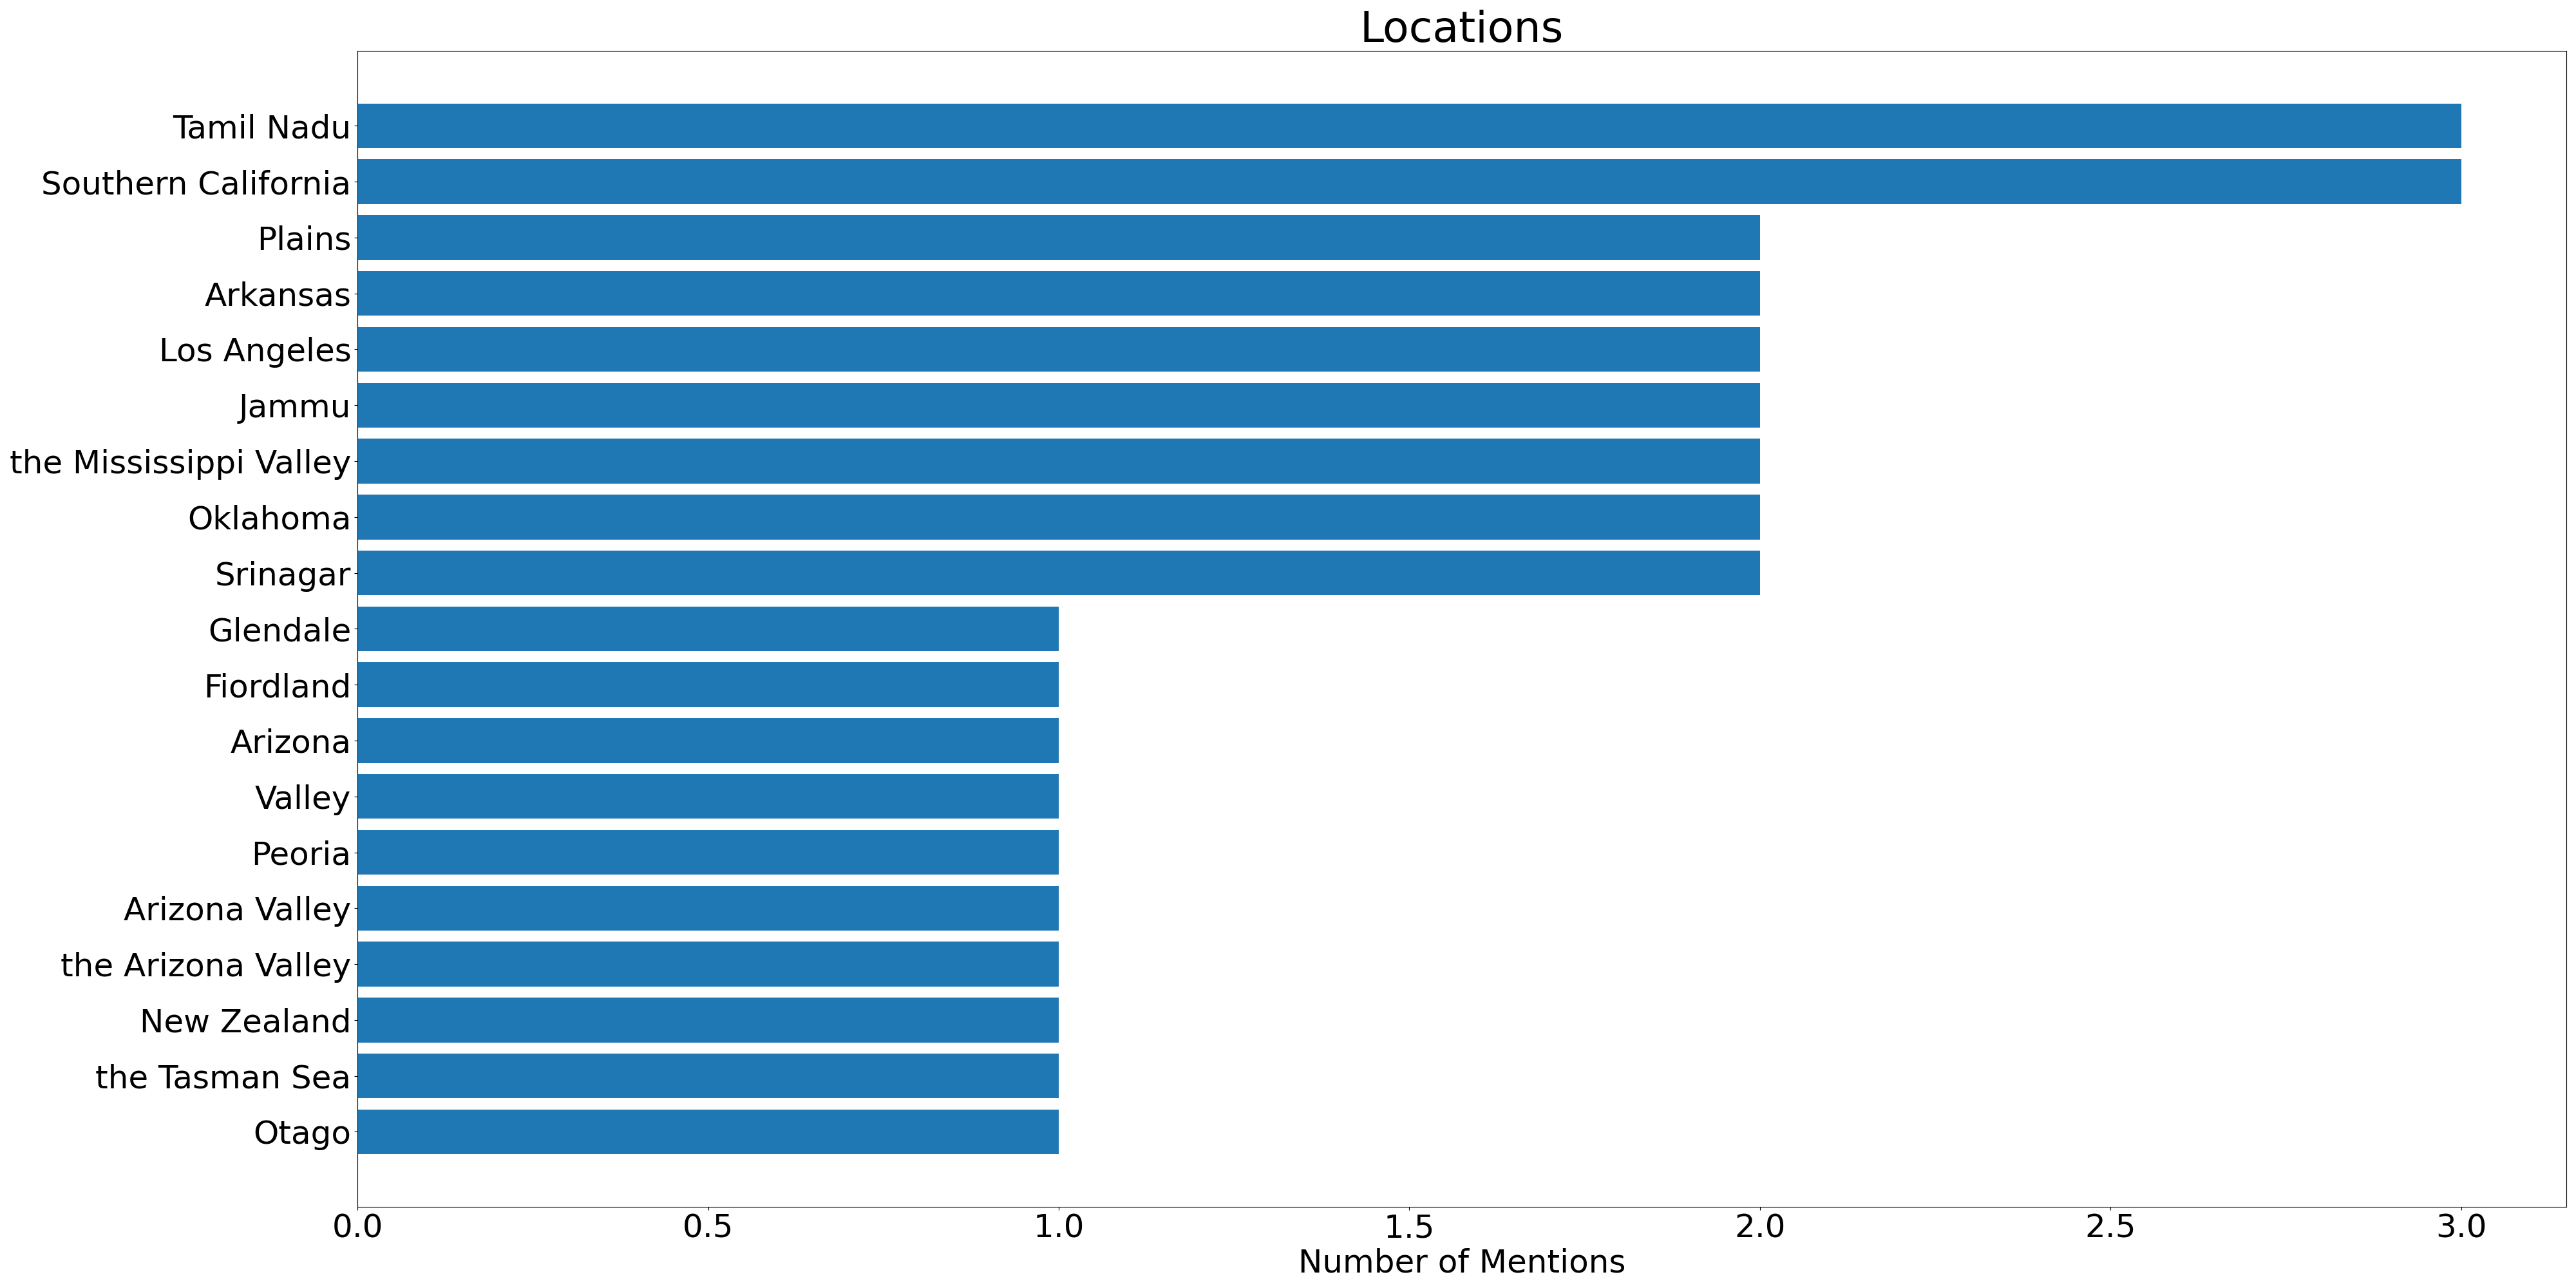 Locations
Tamil Nadu
Southern California
Plains
Arkansas
Los Angeles
Jammu
the Mississippi Valley
Oklahoma
Srinagar
Glendale
Fiordland
Arizona
Valley
Peoria
Arizona Valley
the Arizona Valley
New Zealand
the Tasman Sea
Otago
0.0 0.5 1.0 1.5 2.0 2.5 3.0
Number of Mentions